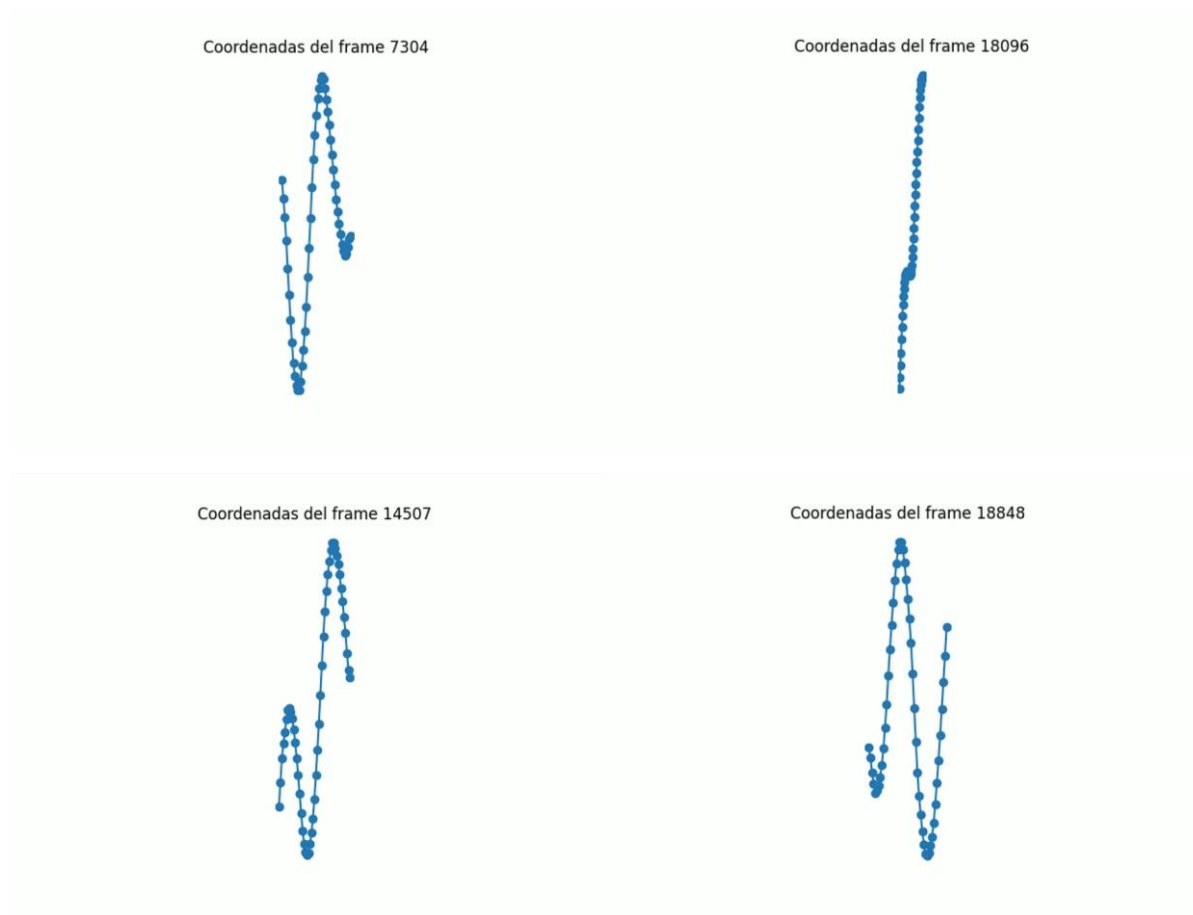 Coordenadas del frame 7304
Coordenadas del frame 18096
Coordenadas del frame 14507
Coordenadas del frame 18848